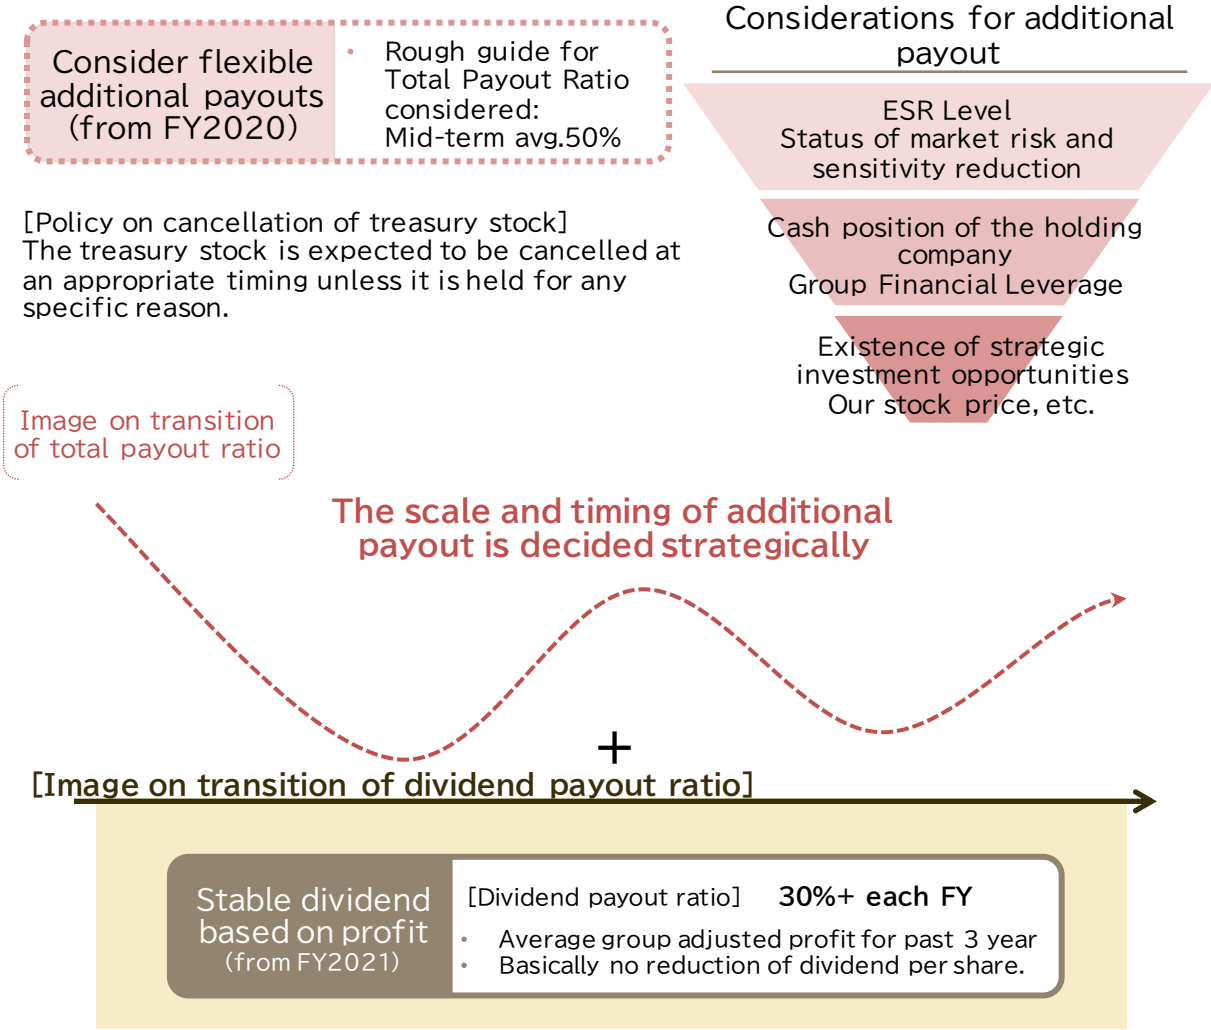 Consider flexible
additional payouts
(from FY2020)
• Rough guide for
Total Payout Ratio
considered:
Mid-term avg.50%
Considerations for additional
payout
ESR Level
Status of market risk and
sensitivity reduction
Cash position of the holding
company
Group Financial Leverage
Existence of strategic
investment opportunities
Our stock price, etc.
[Policy on cancellation of treasury stock]
The treasury stock is expected to be cancelled at
an appropriate timing unless it is held for any
specific reason.
Image on transition
of total payout ratio
The scale and timing of additional
payout is decided strategically
+
[Image on transition of dividend payout ratio]
Stable dividend
based on profit
(from FY2021)
[Dividend payout ratio] 30%+ each FY
• Average group adjusted profit for past 3 year
• Basically no reduction of dividend per share.